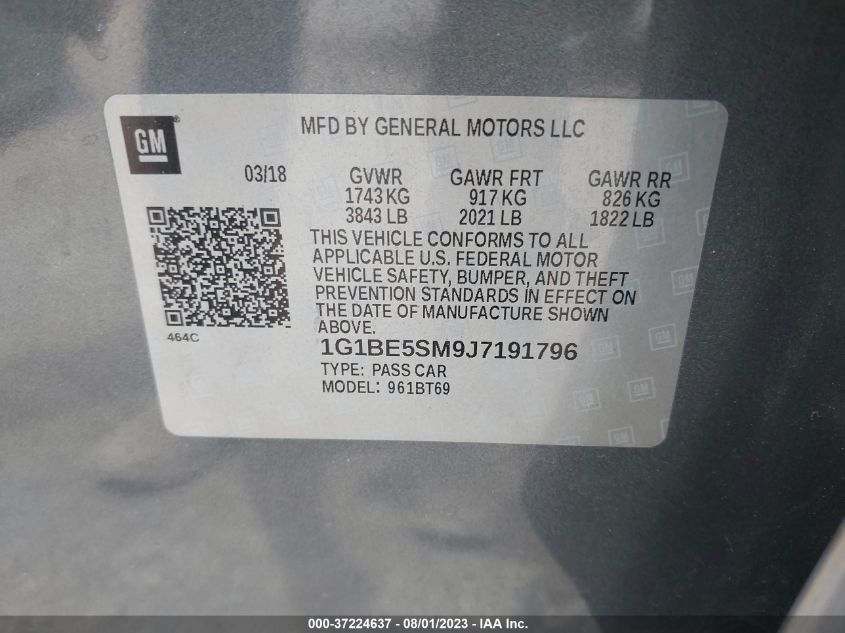 GM®
MFD BY GENERAL MOTORS LLC
03/18 GVWR GAWR FRT GAWR RR
1743 KG 917 KG 826 KG
3843 LB 2021 LB 1822 LB
THIS VEHICLE CONFORMS TO ALL
APPLICABLE U.S. FEDERAL MOTOR
VEHICLE SAFETY, BUMPER, AND THEFT
PREVENTION STANDARDS IN EFFECT ON
THE DATE OF MANUFACTURE SHOWN
ABOVE.
464C
1G1BE5SM9J7191796
TYPE: PASS CAR
MODEL: 961BT69
000-37224637 - 08/01/2023 - IAA Inc.